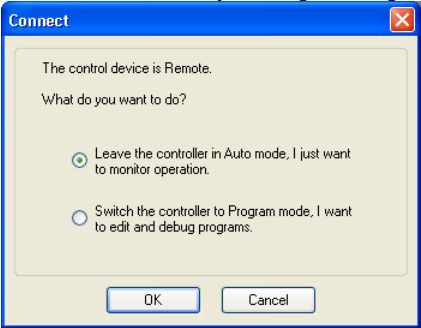 Connect
The control device is Remote.
What do you want to do?
Leave the controller in Auto mode, I just want
to monitor operation.
Switch the controller to Program mode, I want
to edit and debug programs.
OK
Cancel